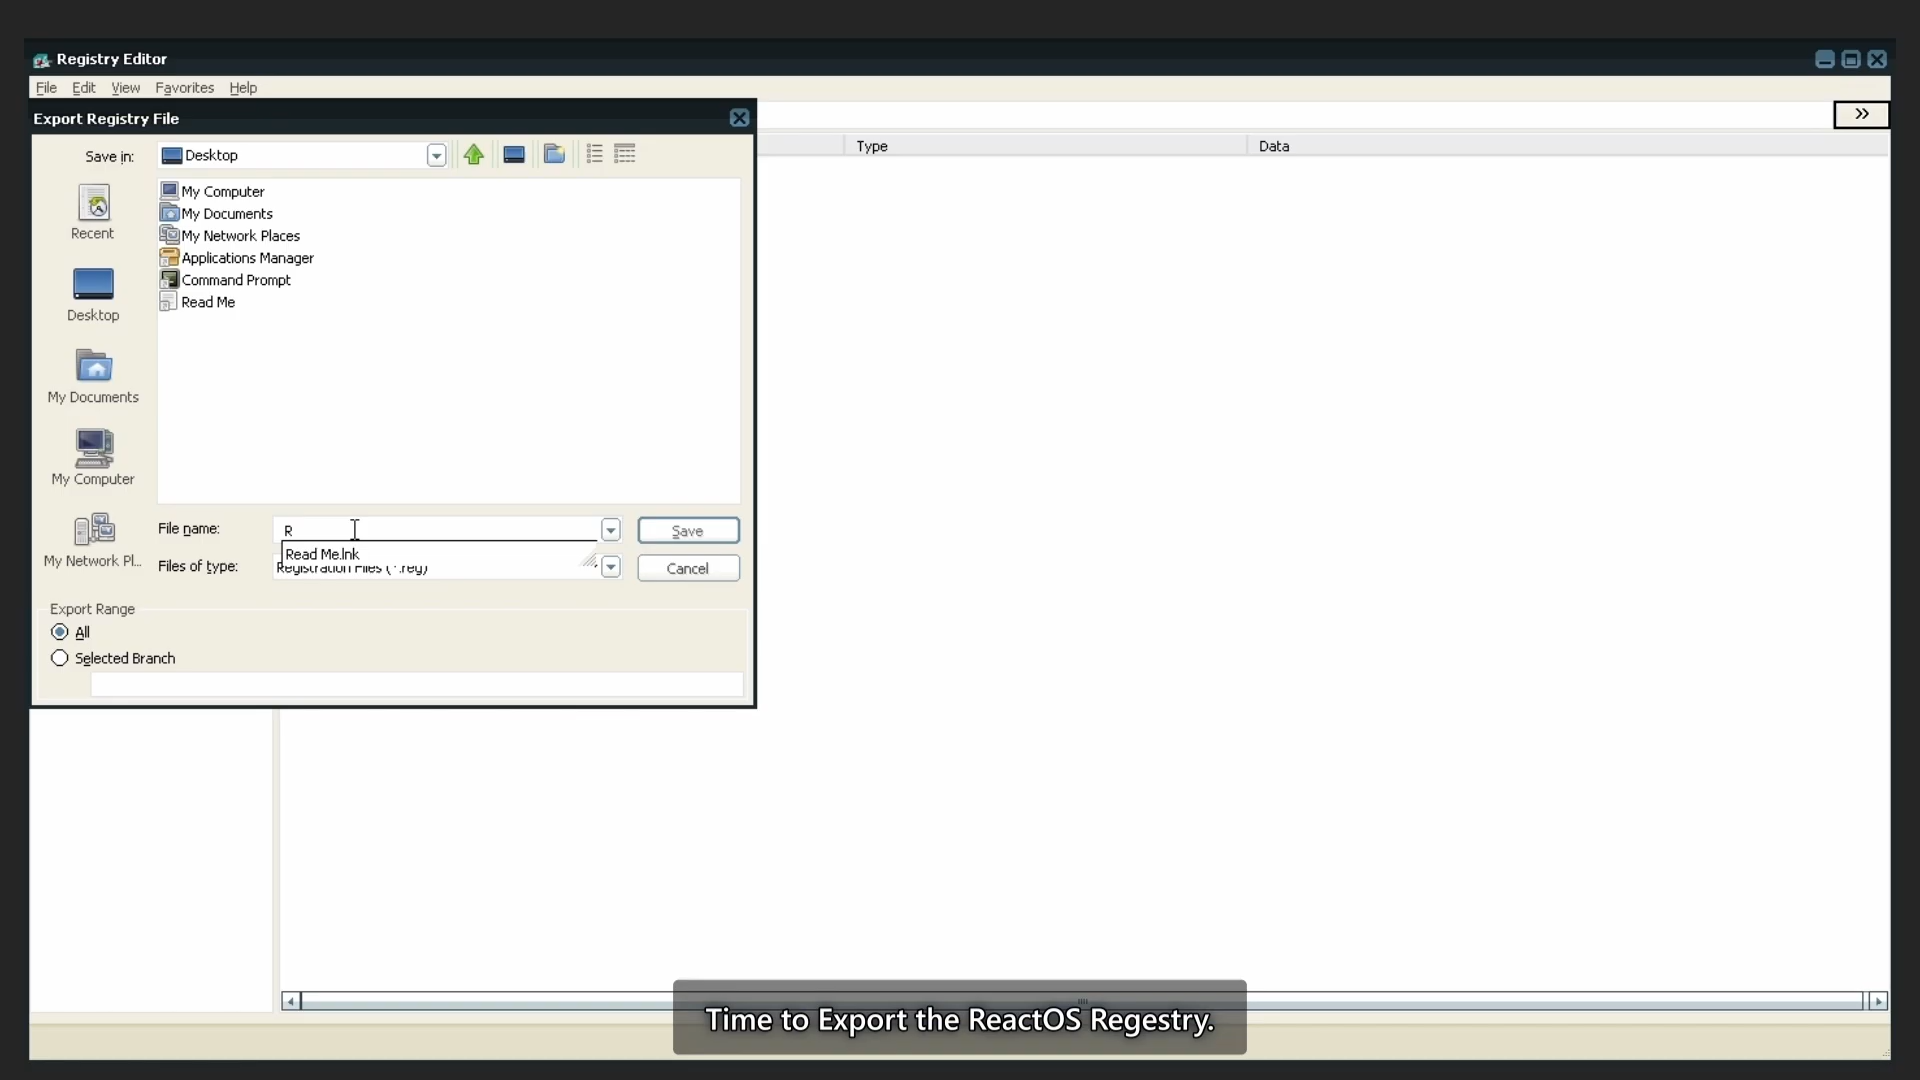 Registry Editor
File Edit View Favorites Help
Export Registry File
>>
Save in: Desktop
Type Data
My Computer
My Documents
My Network Places
Applications Manager
Command Prompt
Read Me
Recent
Desktop
My Documents
My Computer
My Network Pl...
File name: R Save
Read Me.lnk
Files of type: Registration Files (*.reg) Cancel
Export Range
All
Selected Branch
Time to Export the ReactOS Regestry.